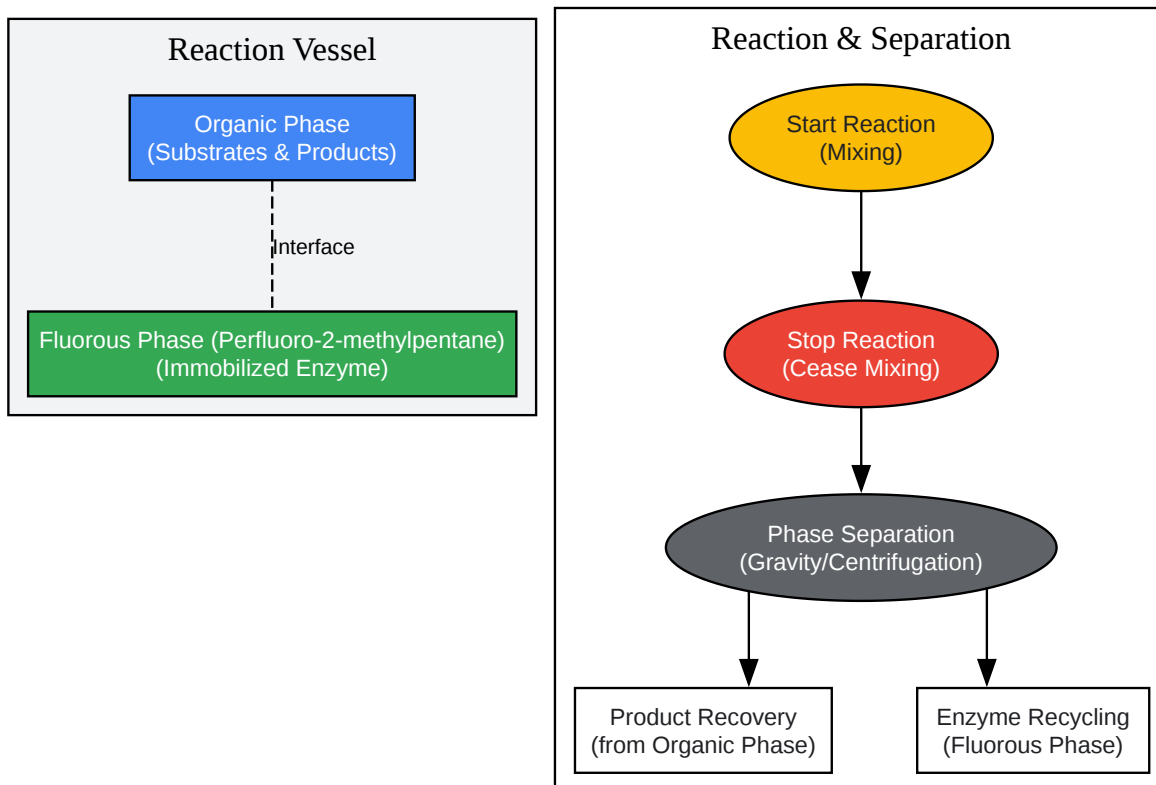 Reaction Vessel
Organic Phase
(Substrates & Products)
Interface
Fluorous Phase (Perfluoro-2-methylpentane)
(Immobilized Enzyme)
Reaction & Separation
Start Reaction
(Mixing)
Stop Reaction
(Cease Mixing)
Phase Separation
(Gravity/Centrifugation)
Product Recovery
(from Organic Phase)
Enzyme Recycling
(Fluorous Phase)